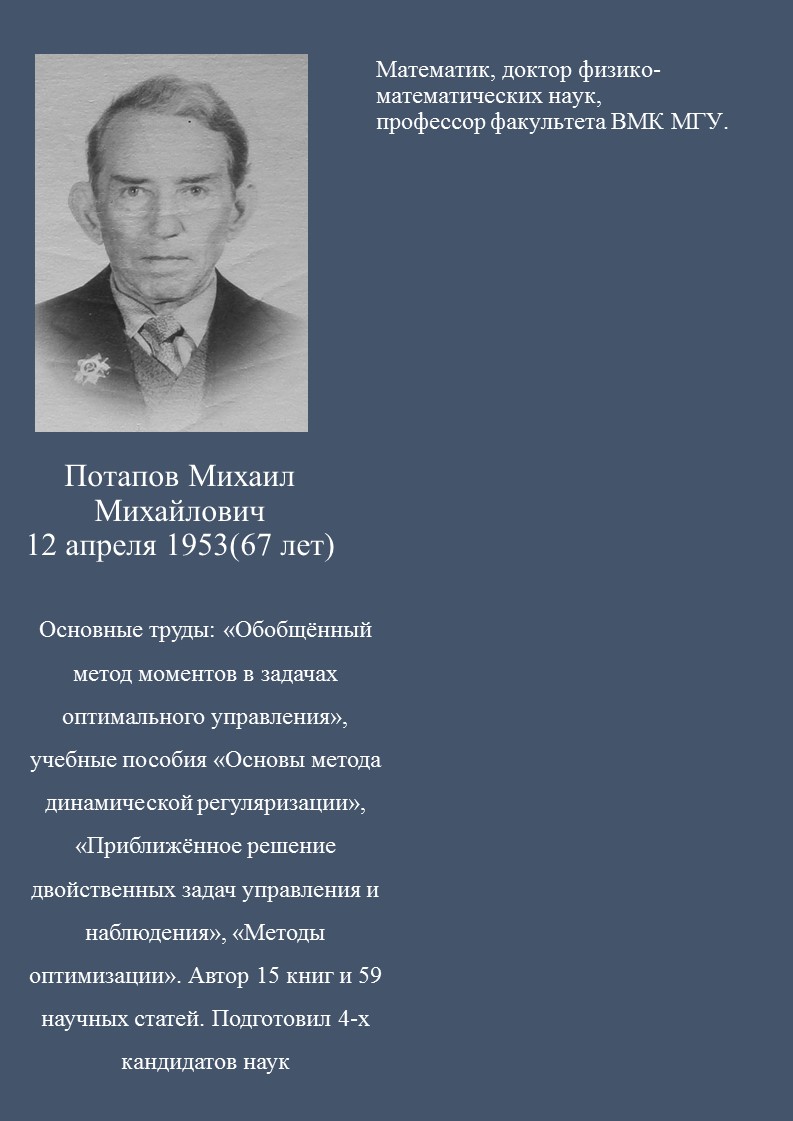 Математик, доктор физико-
математических наук,
профессор факультета ВМК МГУ.
Потапов Михаил
Михайлович
12 апреля 1953(67 лет)
Основные труды: «Обобщённый
метод моментов в задачах
оптимального управления»,
учебные пособия «Основы метода
динамической регуляризации»,
«Приближённое решение
двойственных задач управления и
наблюдения», «Методы
оптимизации». Автор 15 книг и 59
научных статей. Подготовил 4-х
кандидатов наук